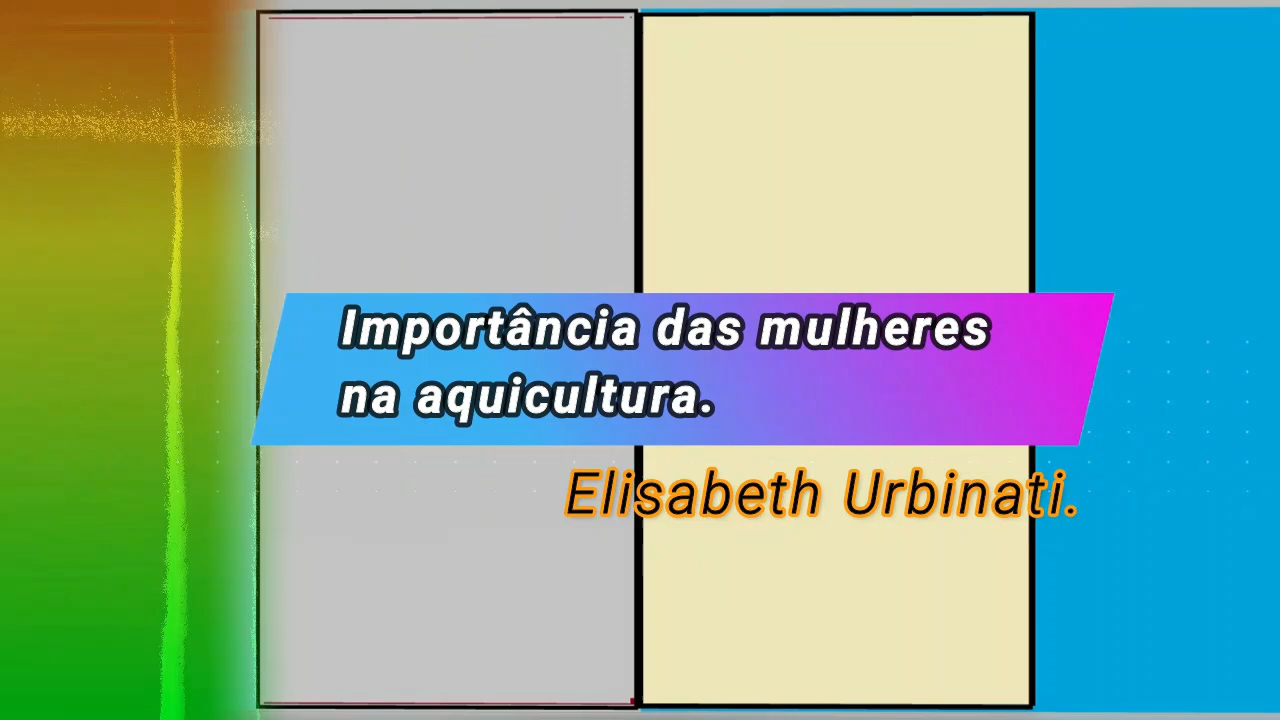 Importância das mulheres
na aquicultura.
Elisabeth Urbinati.